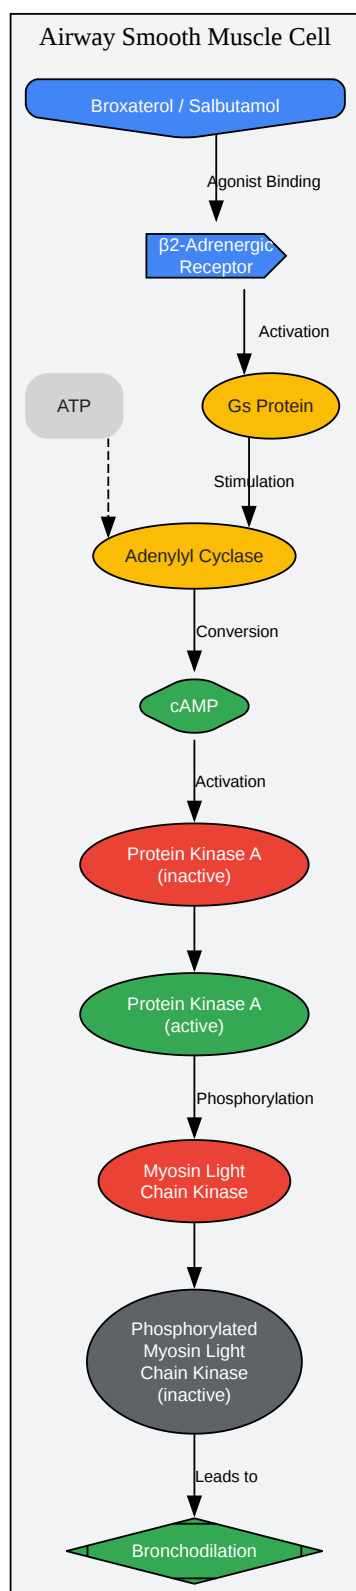 Airway Smooth Muscle Cell
Broxaterol / Salbutamol
Agonist Binding
β2-Adrenergic
Receptor
Activation
ATP
Gs Protein
Stimulation
Adenylyl Cyclase
Conversion
cAMP
Activation
Protein Kinase A
(inactive)
Protein Kinase A
(active)
Phosphorylation
Myosin Light
Chain Kinase
Phosphorylated
Myosin Light
Chain Kinase
(inactive)
Leads to
Bronchodilation